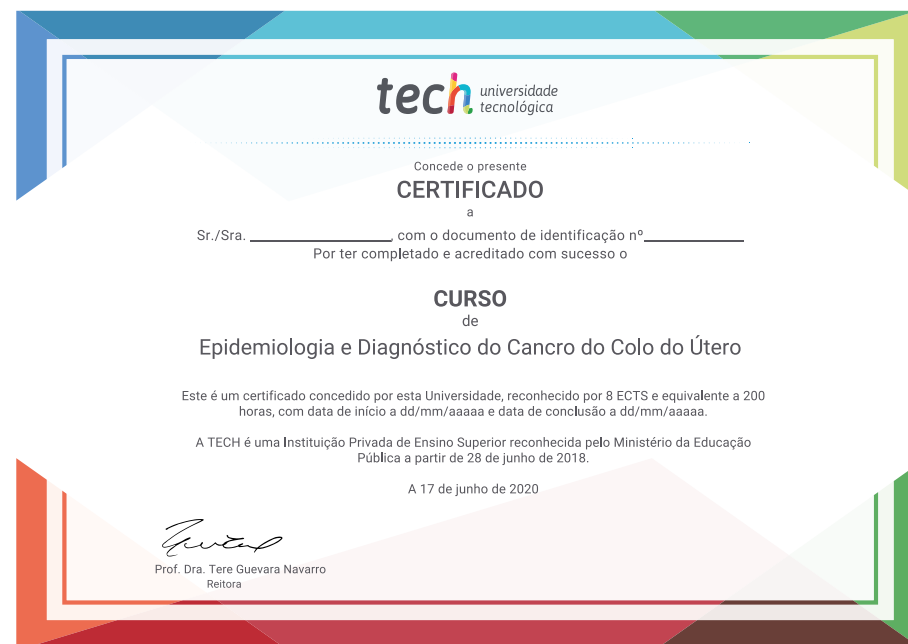 tech universidade
tecnológica
Concede o presente
CERTIFICADO
a
Sr./Sra. ____________________, com o documento de identificação nº______________
Por ter completado e acreditado com sucesso o
CURSO
de
Epidemiologia e Diagnóstico do Cancro do Colo do Útero
Este é um certificado concedido por esta Universidade, reconhecido por 8 ECTS e equivalente a 200
horas, com data de início a dd/mm/aaaaa e data de conclusão a dd/mm/aaaaa.
A TECH é uma Instituição Privada de Ensino Superior reconhecida pelo Ministério da Educação
Pública a partir de 28 de junho de 2018.
A 17 de junho de 2020
Prof. Dra. Tere Guevara Navarro
Reitora